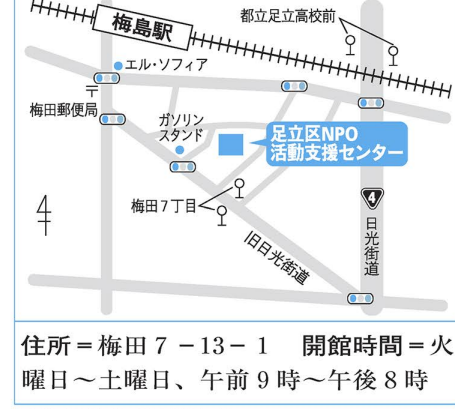 都立足立高校前
梅島駅
エル・ソフィア
〒
梅田郵便局
ガソリン
スタンド
足立区NPO
活動支援センター
梅田7丁目
4
日光街道
旧日光街道
住所=梅田7-13-1 開館時間=火
曜日~土曜日、午前9時~午後8時